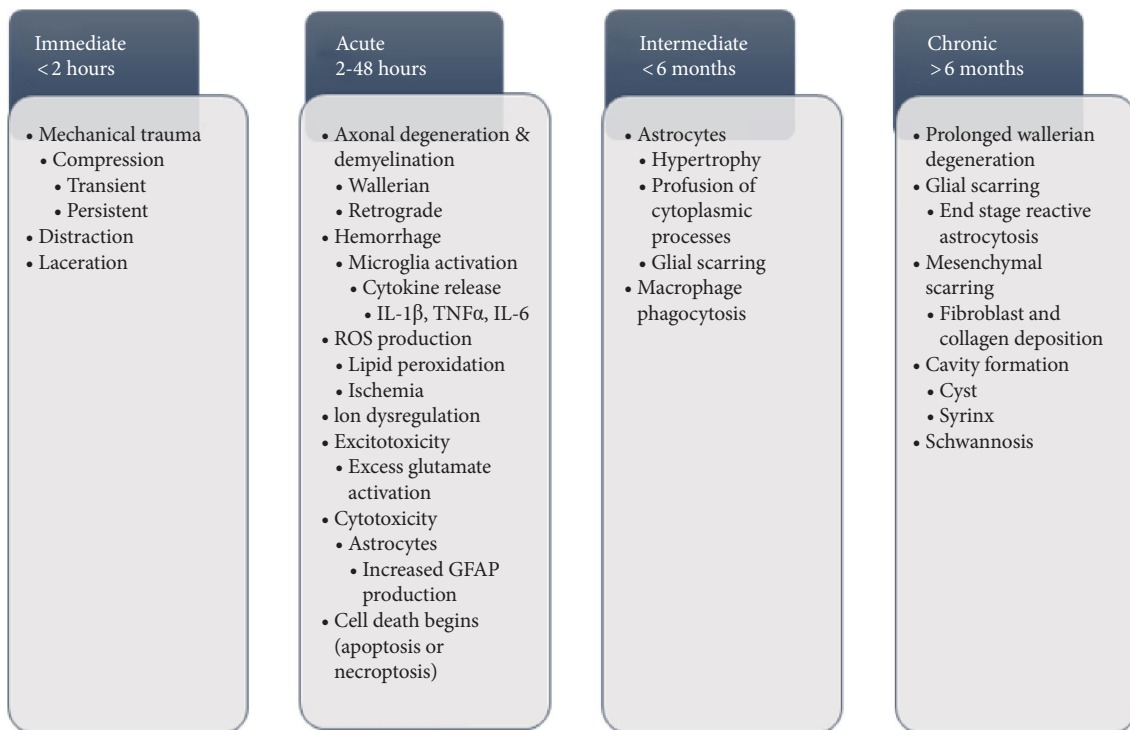 Immediate
< 2 hours
• Mechanical trauma
• Compression
• Transient
• Persistent
• Distraction
• Laceration
Acute
2-48 hours
• Axonal degeneration &
demyelination
• Wallerian
• Retrograde
• Hemorrhage
• Microglia activation
• Cytokine release
• IL-1β, TNFα, IL-6
• ROS production
• Lipid peroxidation
• Ischemia
• Ion dysregulation
• Excitotoxicity
• Excess glutamate
activation
• Cytotoxicity
• Astrocytes
• Increased GFAP
production
• Cell death begins
(apoptosis or
necroptosis)
Intermediate
< 6 months
• Astrocytes
• Hypertrophy
• Profusion of
cytoplasmic
processes
• Glial scarring
• Macrophage
phagocytosis
Chronic
> 6 months
• Prolonged wallerian
degeneration
• Glial scarring
• End stage reactive
astrocytosis
• Mesenchymal
scarring
• Fibroblast and
collagen deposition
• Cavity formation
• Cyst
• Syrinx
• Schwannosis